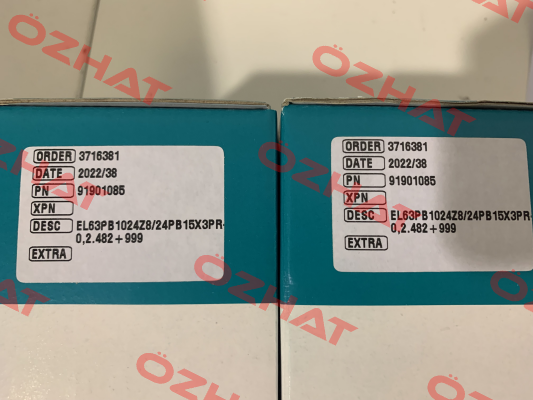 ORDER 3716381
DATE 2022/38
PN 91901085
XPN
DESC EL63PB1024Z8/24PB15X3PR-
0,2.482+999
EXTRA
ORDER 3716381
DATE 2022/38
PN 91901085
XPN
DESC EL63PB1024Z8/24PB15X3PR-
0,2.482+999
EXTRA
ÖZHAT
ÖZHAT
ÖZHAT
ÖZHAT
ÖZHAT
ÖZHAT